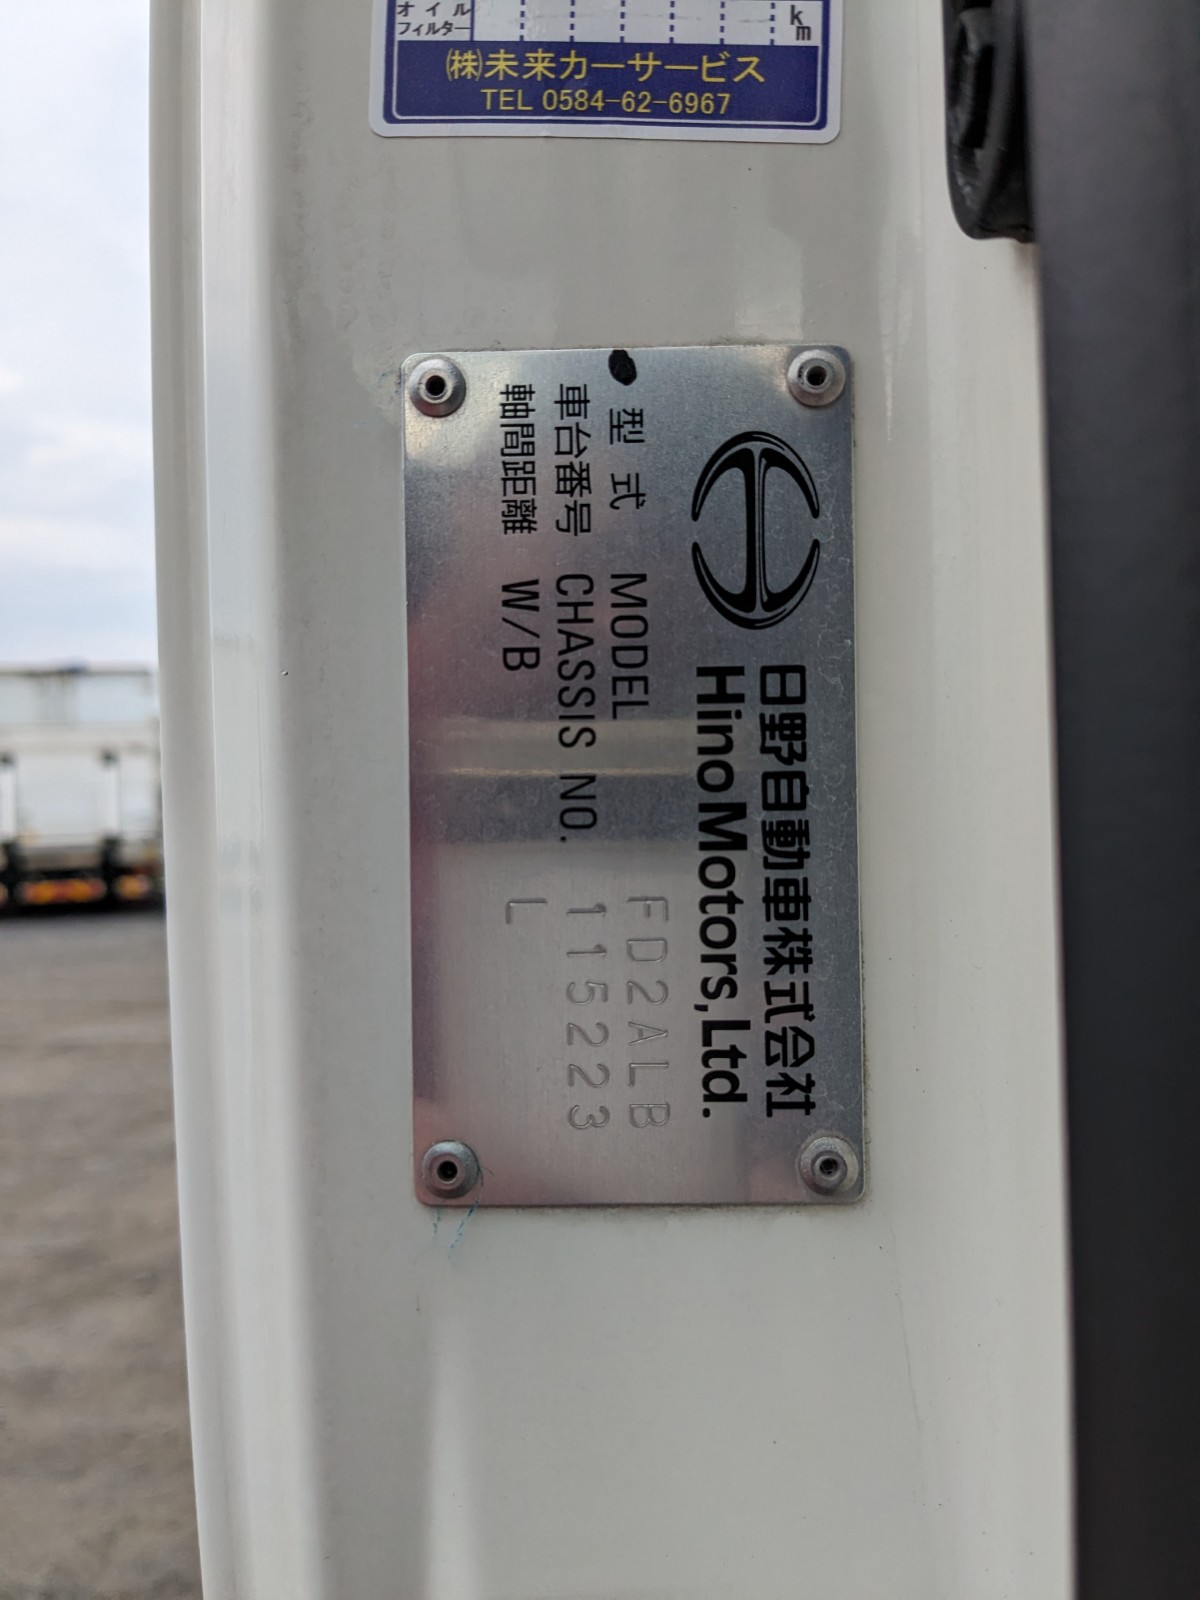 オイル
フィルター
km
㈱未来カーサービス
TEL 0584-62-6967
日野自動車株式会社
Hino Motors, Ltd.
型式 MODEL FD2ALB
車台番号 CHASSIS NO. 115223
軸間距離 W/B L